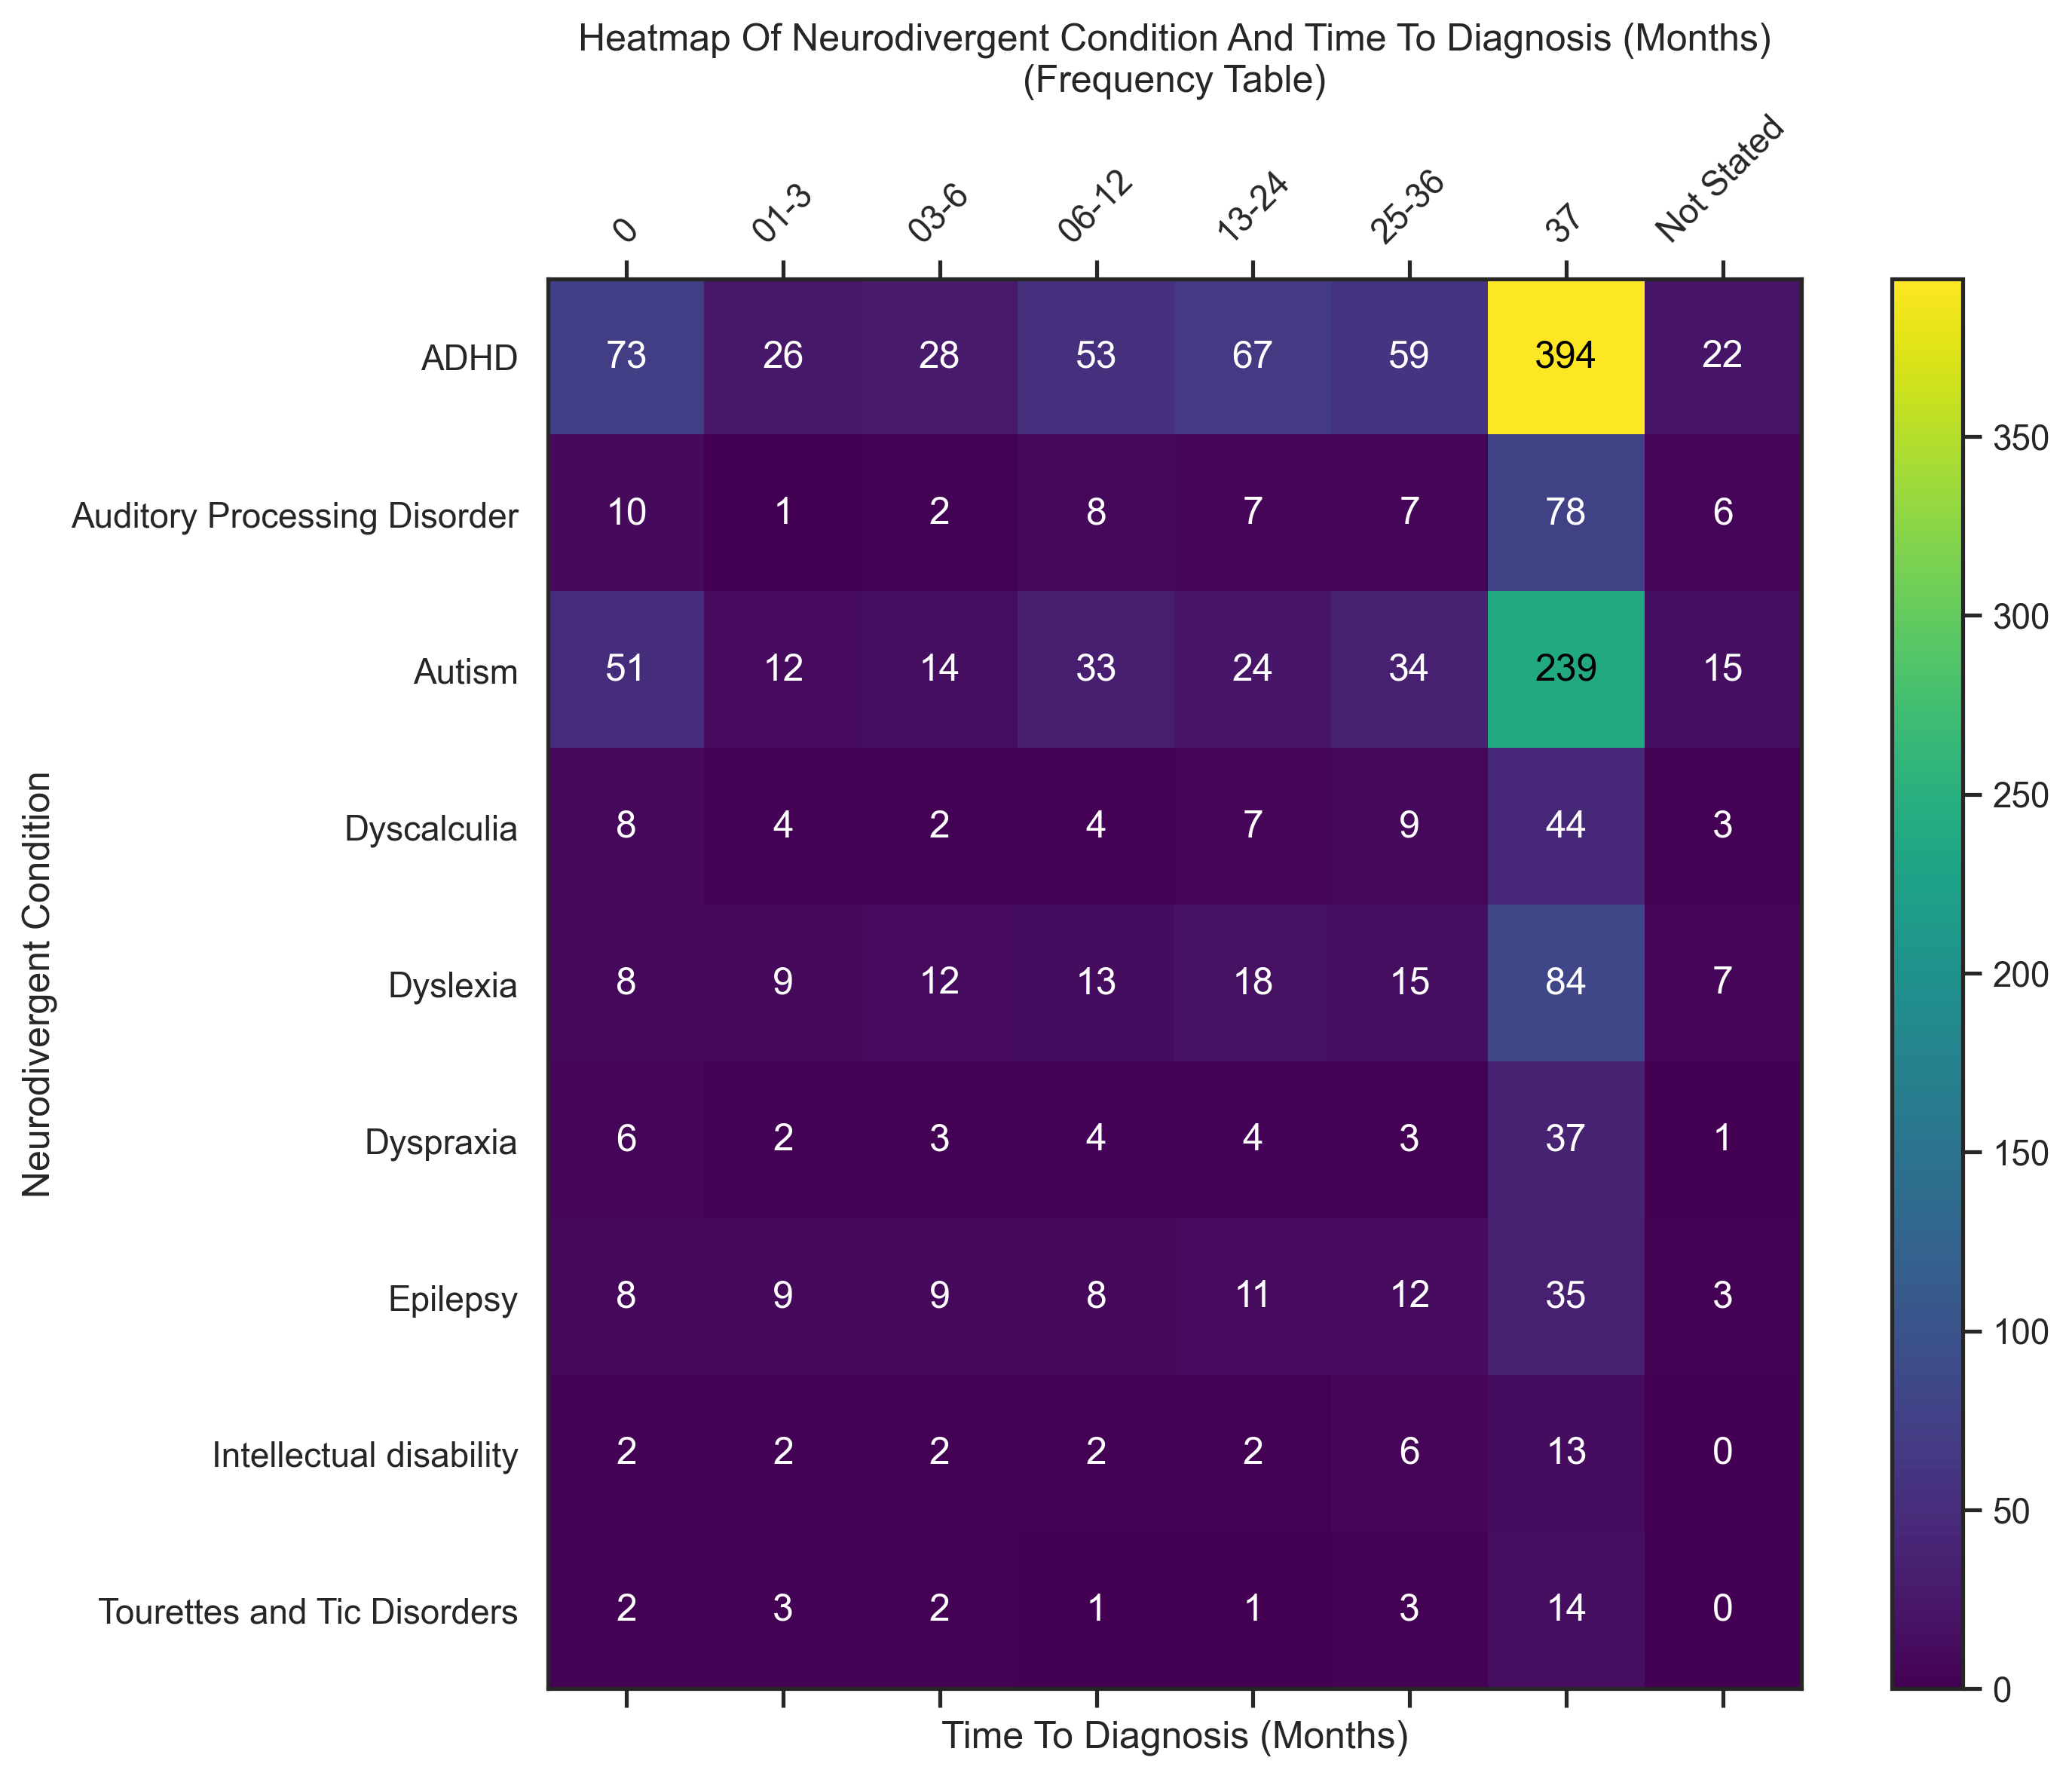 Heatmap Of Neurodivergent Condition And Time To Diagnosis (Months)
(Frequency Table)
0 01-3 03-6 06-12 13-24 25-36 37 Not Stated
ADHD 73 26 28 53 67 59 394 22
Auditory Processing Disorder 10 1 2 8 7 7 78 6
Autism 51 12 14 33 24 34 239 15
Dyscalculia 8 4 2 4 7 9 44 3
Dyslexia 8 9 12 13 18 15 84 7
Dyspraxia 6 2 3 4 4 3 37 1
Epilepsy 8 9 9 8 11 12 35 3
Intellectual disability 2 2 2 2 2 6 13 0
Tourettes and Tic Disorders 2 3 2 1 1 3 14 0
Neurodivergent Condition
Time To Diagnosis (Months)
350
300
250
200
150
100
50
0